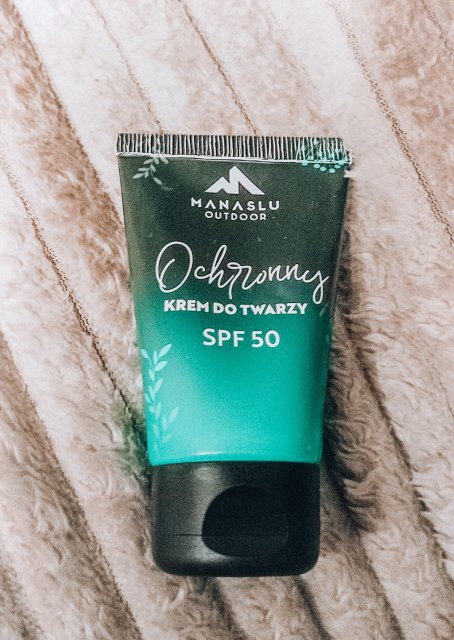 MANASLU
OUTDOOR
Ochronny
KREM DO TWARZY
SPF 50